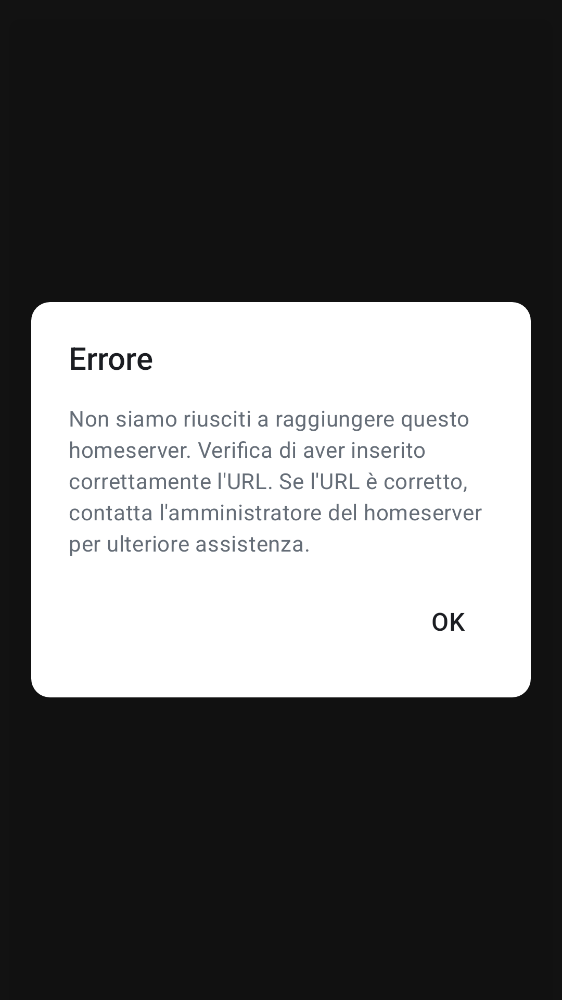 Errore
Non siamo riusciti a raggiungere questo
homeserver. Verifica di aver inserito
correttamente l'URL. Se l'URL è corretto,
contatta l'amministratore del homeserver
per ulteriore assistenza.
OK